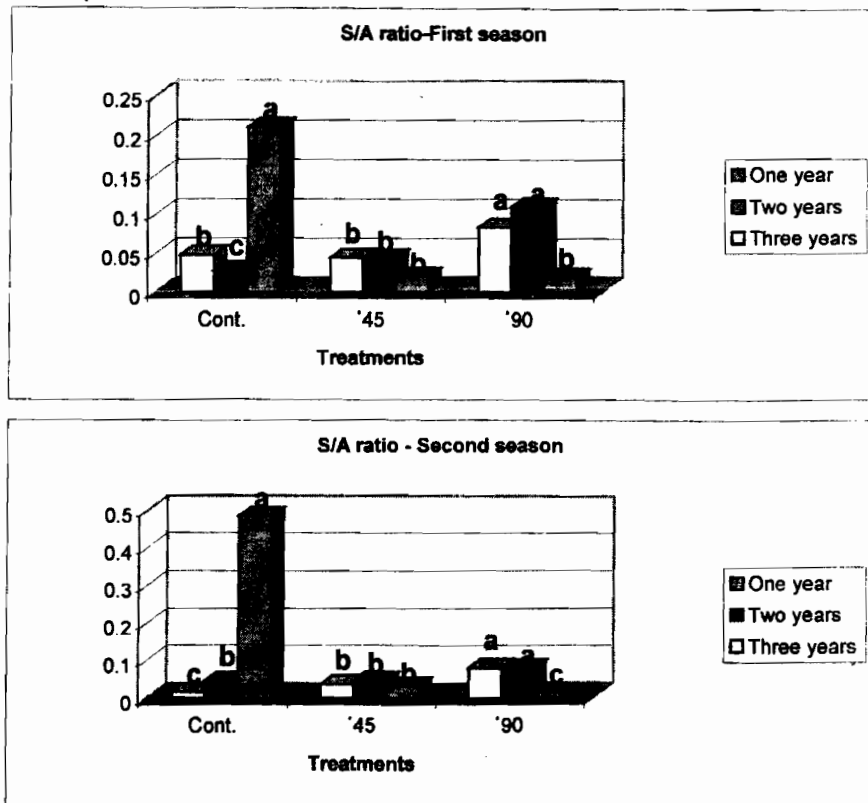 S/A ratio-First season
0.25
0.2
0.15
0.1
0.05
0
a
b
c
b
b
b
a
a
b
Cont.
'45
'90
Treatments
One year
Two years
Three years
S/A ratio - Second season
0.5
0.4
0.3
0.2
0.1
0
a
c
b
b
b
b
a
a
c
Cont.
'45
'90
Treatments
One year
Two years
Three years